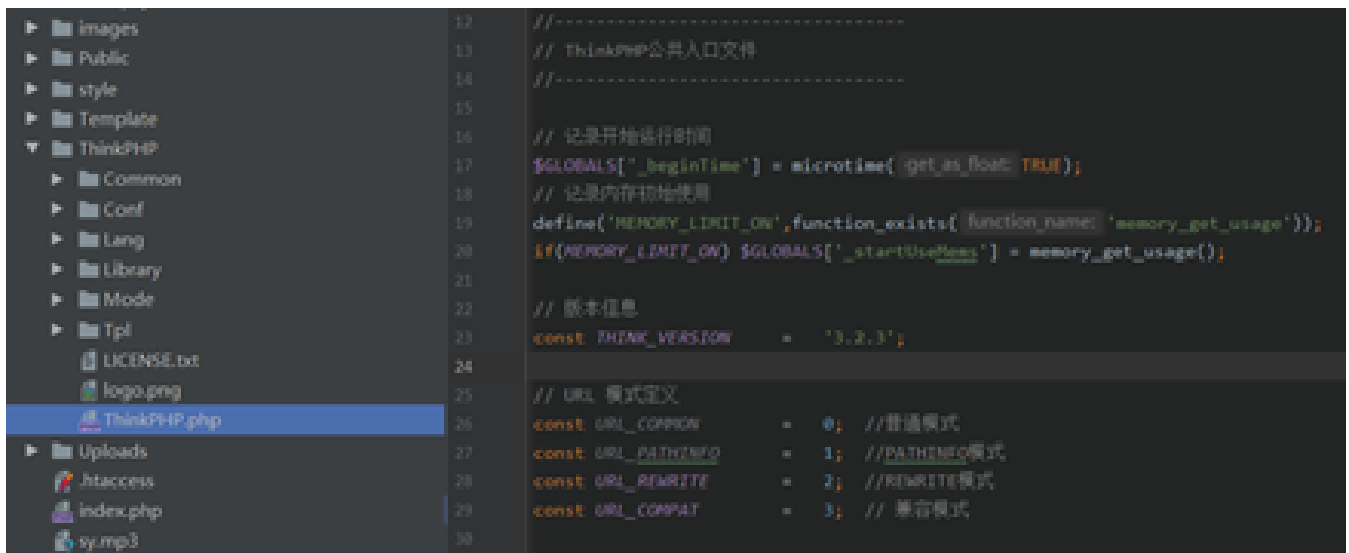 images
Public
style
Template
ThinkPHP
Common
Conf
Lang
Library
Mode
Tpl
LICENSE.txt
logo.png
ThinkPHP.php
Uploads
.htaccess
index.php
sy.mp3
12 //----------------------------------
13 // ThinkPHP公共入口文件
14 //----------------------------------
15
16 // 记录开始运行时间
17 $GLOBALS['_beginTime'] = microtime( get_as_float: TRUE);
18 // 记录内存初始使用
19 define('MEMORY_LIMIT_ON',function_exists( function_name: 'memory_get_usage'));
20 if(MEMORY_LIMIT_ON) $GLOBALS['_startUseMems'] = memory_get_usage();
21
22 // 版本信息
23 const THINK_VERSION = '3.2.3';
24
25 // URL 模式定义
26 const URL_COMMON = 0; //普通模式
27 const URL_PATHINFO = 1; //PATHINFO模式
28 const URL_REWRITE = 2; //REWRITE模式
29 const URL_COMPAT = 3; // 兼容模式
30